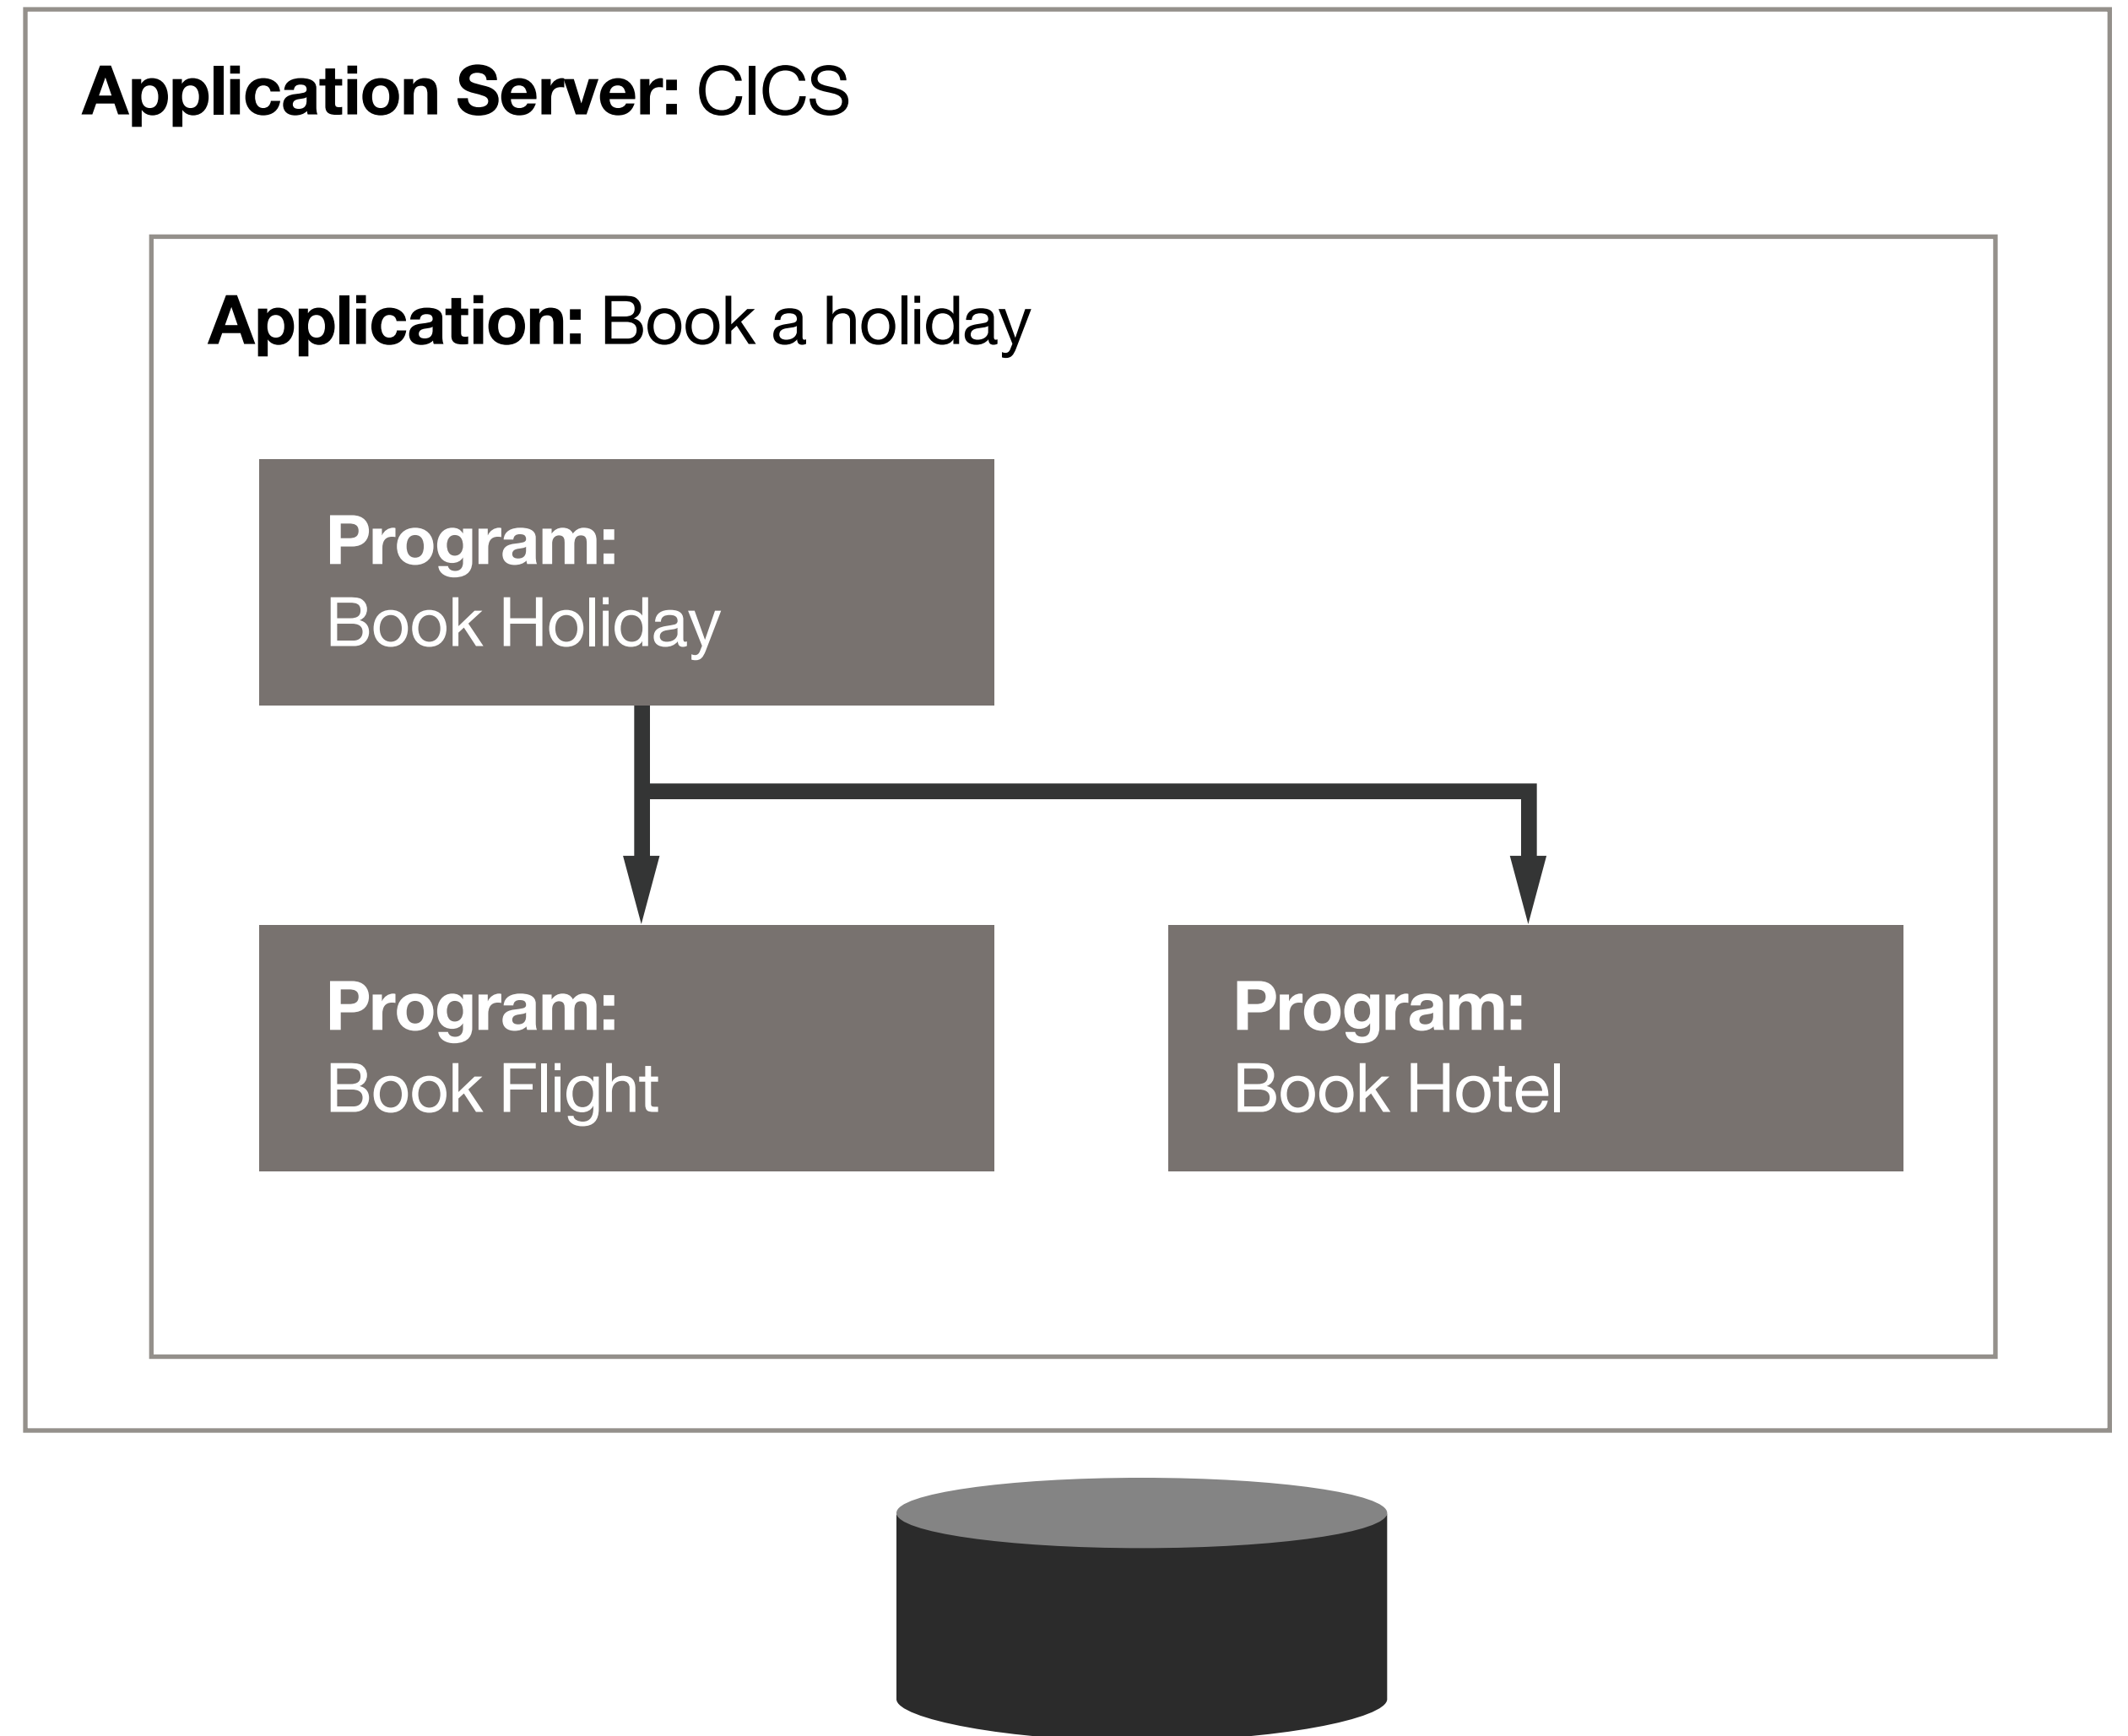 Application Server: CICS
Application: Book a holiday
Program:
Book Holiday
Program:
Book Flight
Program:
Book Hotel